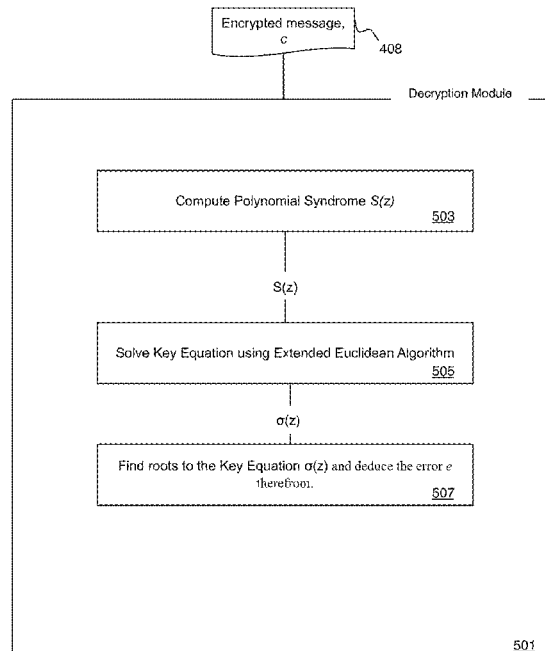 Encrypted message,
c
408
Decryption Module
Compute Polynomial Syndrome S(z)
503
S(z)
Solve Key Equation using Extended Euclidean Algorithm
505
σ(z)
Find roots to the Key Equation σ(z) and deduce the error e
therefrom.
507
501